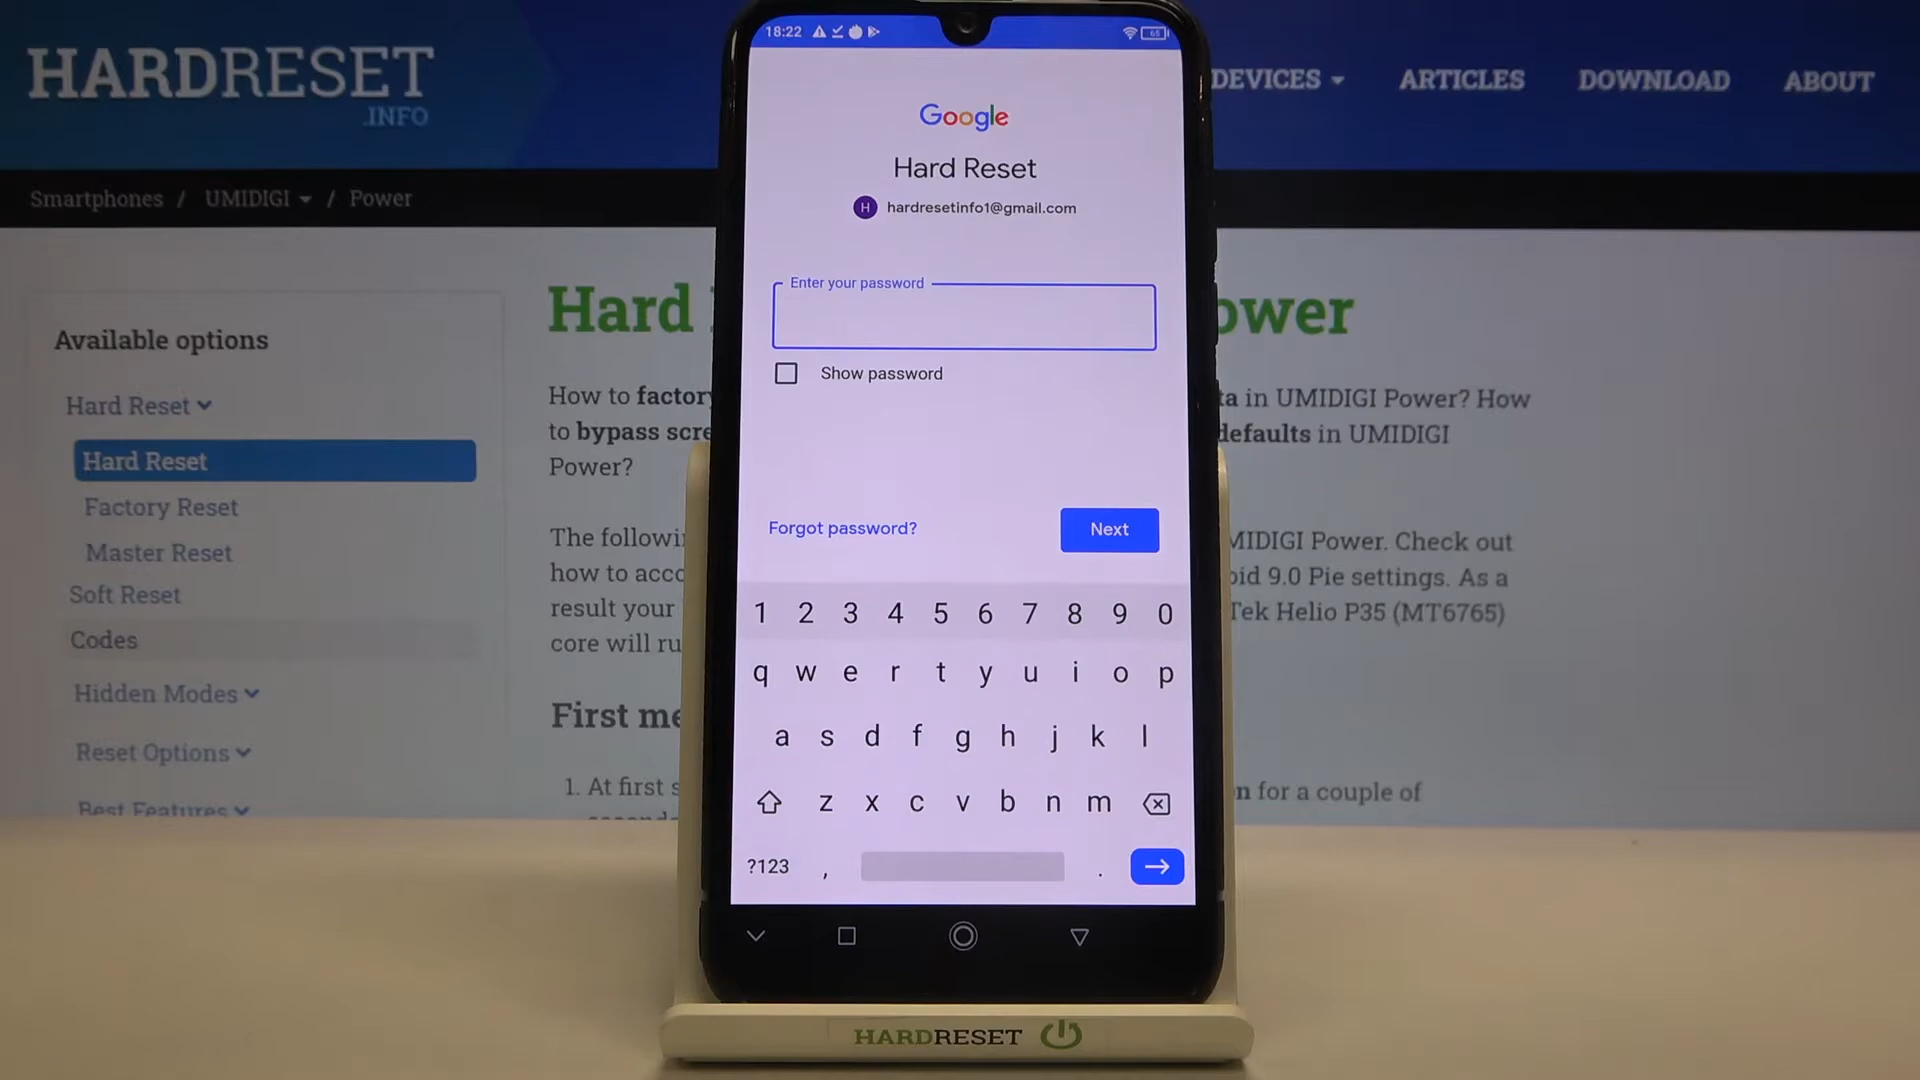 HARDRESET
.INFO
DEVICES
ARTICLES
DOWNLOAD
ABOUT
Smartphones / UMIDIGI / Power
Available options
Hard Reset
Hard Reset
Factory Reset
Master Reset
Soft Reset
Codes
Hidden Modes
Reset Options
Best Features
Hard
ower
How to factory
ta in UMIDIGI Power? How
to bypass scre
defaults in UMIDIGI
Power?
The followi
MIDIGI Power. Check out
how to acco
oid 9.0 Pie settings. As a
result your
Tek Helio P35 (MT6765)
core will ru
First me
1. At first s
n for a couple of
18:22
65
Google
Hard Reset
H hardresetinfo1@gmail.com
Enter your password
Show password
Forgot password?
Next
1 2 3 4 5 6 7 8 9 0
q w e r t y u i o p
a s d f g h j k l
z x c v b n m
?123 , .
HARDRESET